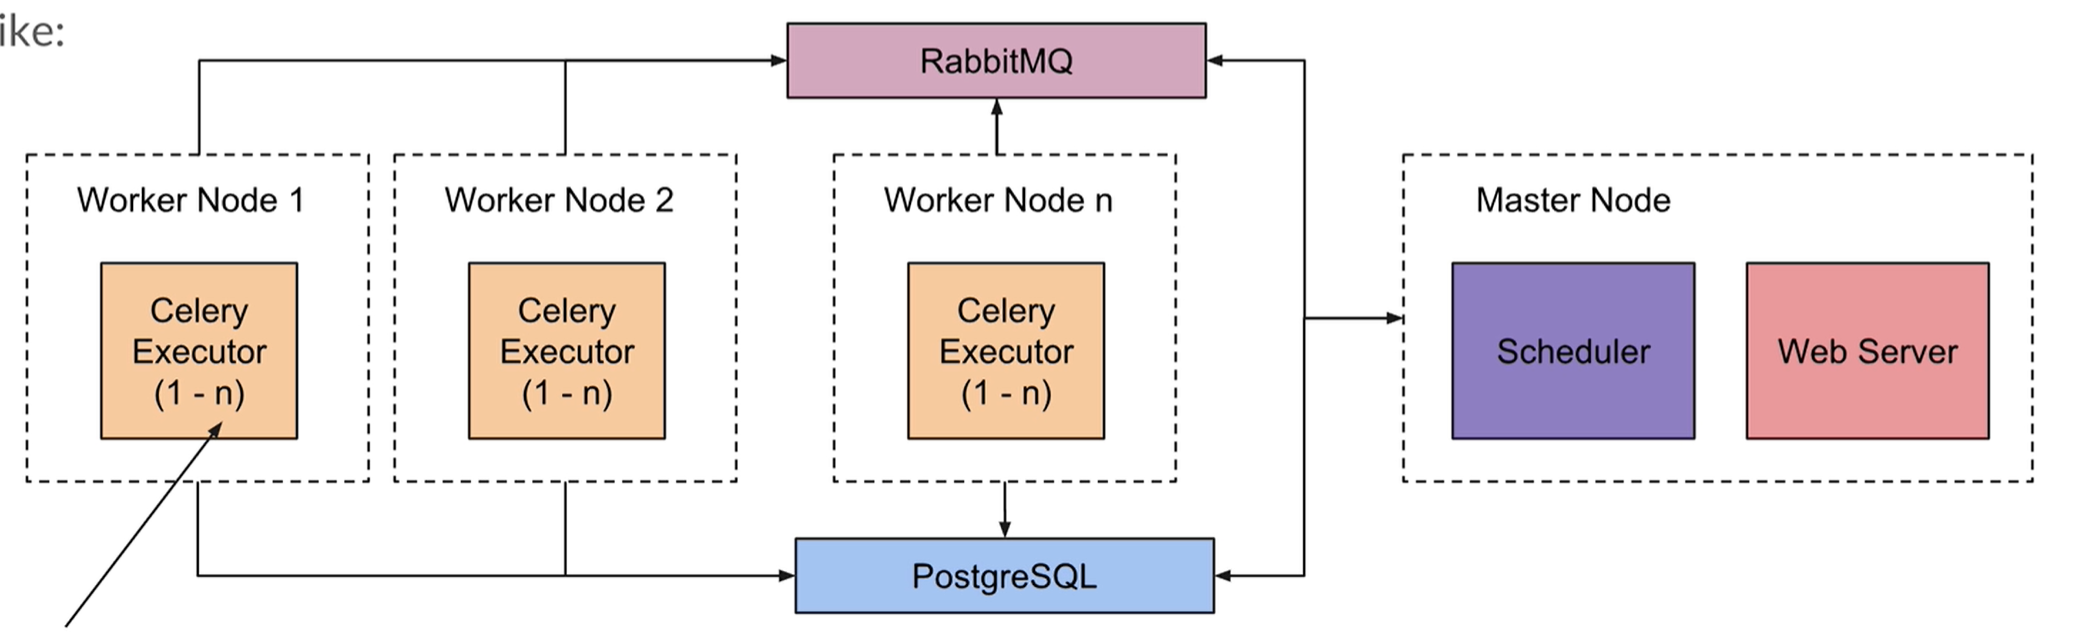 ike:
RabbitMQ
Worker Node 1
Worker Node 2
Worker Node n
Master Node
Celery
Executor
(1 - n)
Celery
Executor
(1 - n)
Celery
Executor
(1 - n)
Scheduler
Web Server
PostgreSQL